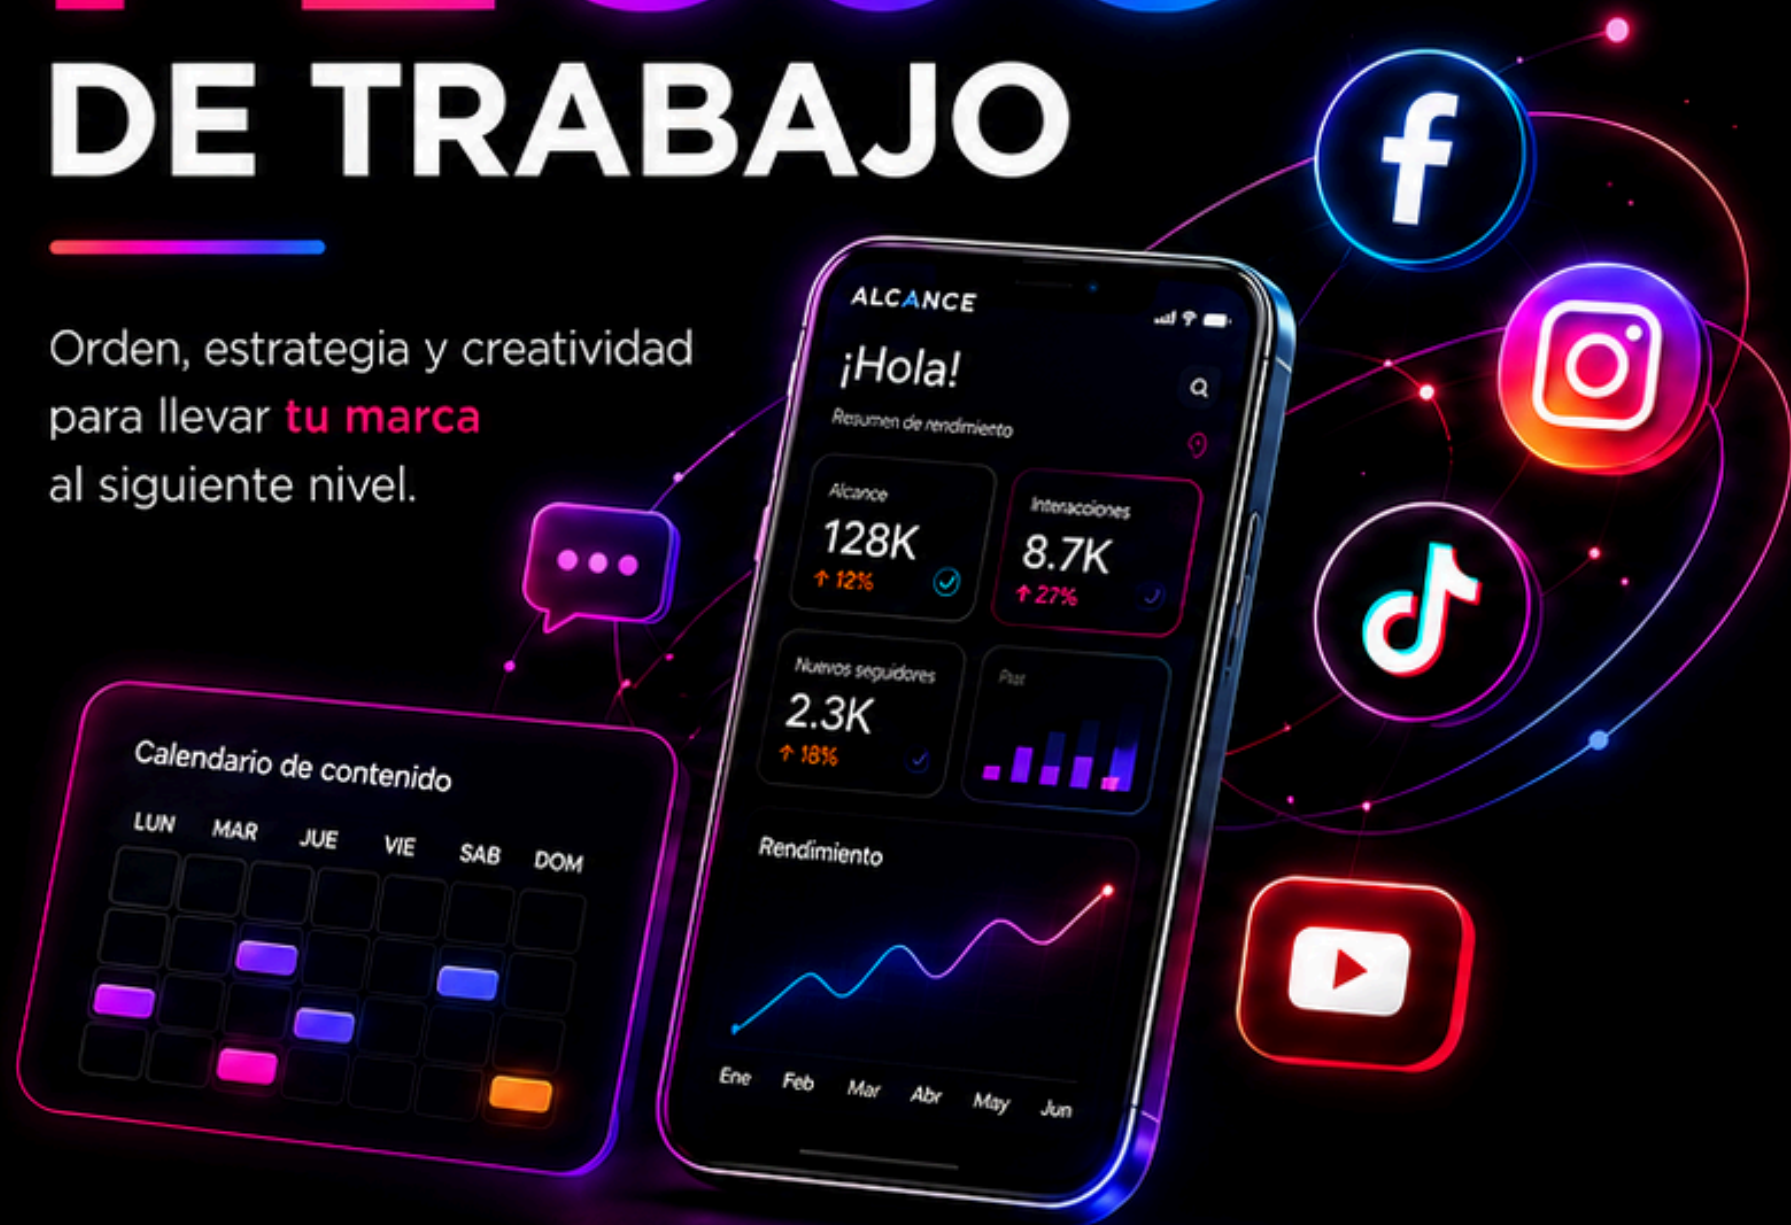 DE TRABAJO
Orden, estrategia y creatividad
para llevar tu marca
al siguiente nivel.
ALCANCE
¡Hola!
Resumen de rendimiento
Alcance
128K
↑ 12%
Interacciones
8.7K
↑ 27%
Nuevos seguidores
2.3K
↑ 18%
Rendimiento
Ene Feb Mar Abr May Jun
Calendario de contenido
LUN MAR JUE VIE SAB DOM